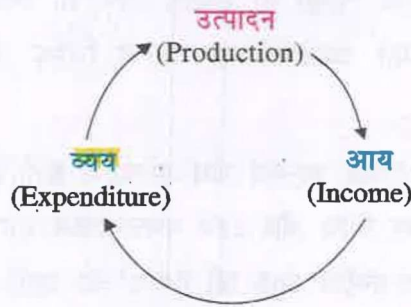 उत्पादन
(Production)
व्यय
(Expenditure)
आय
(Income)